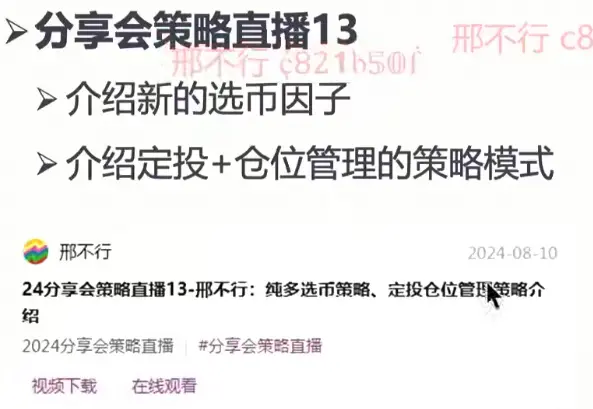 ➢分享会策略直播13
邢不行 c821b50f
邢不行 c8
➢介绍新的选币因子
➢介绍定投+仓位管理的策略模式
邢不行
2024-08-10
24分享会策略直播13-邢不行：纯多选币策略、定投仓位管理策略介
绍
2024分享会策略直播 | #分享会策略直播
视频下载 在线观看